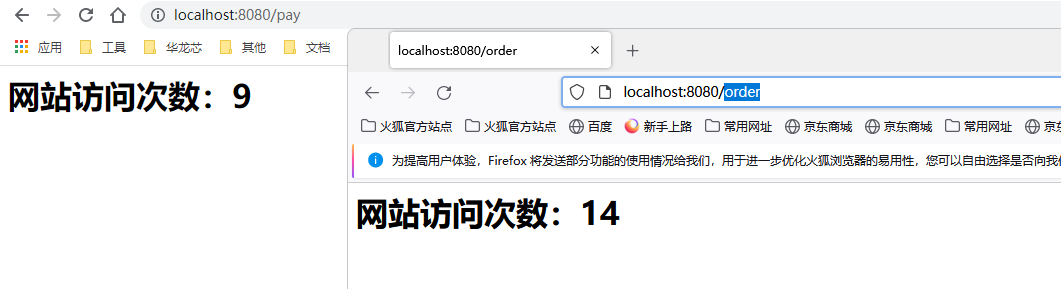 localhost:8080/pay
应用 工具 华龙芯 其他 文档
网站访问次数：9
localhost:8080/order
localhost:8080/order
火狐官方站点 火狐官方站点 百度 新手上路 常用网址 京东商城 京东商城 常用网址 京东
为提高用户体验，Firefox 将发送部分功能的使用情况给我们，用于进一步优化火狐浏览器的易用性，您可以自由选择是否向我
网站访问次数：14